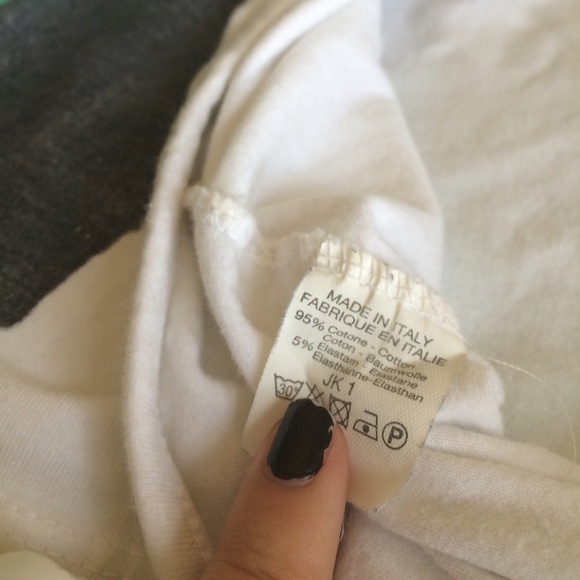 MADE IN ITALY
FABRIQUE EN ITALIE
95% Cotone - Cotton
Coton - Baumwolle
5% Elastam - Elastane
Elasthanne-Elasthan
JK 1
30°
P